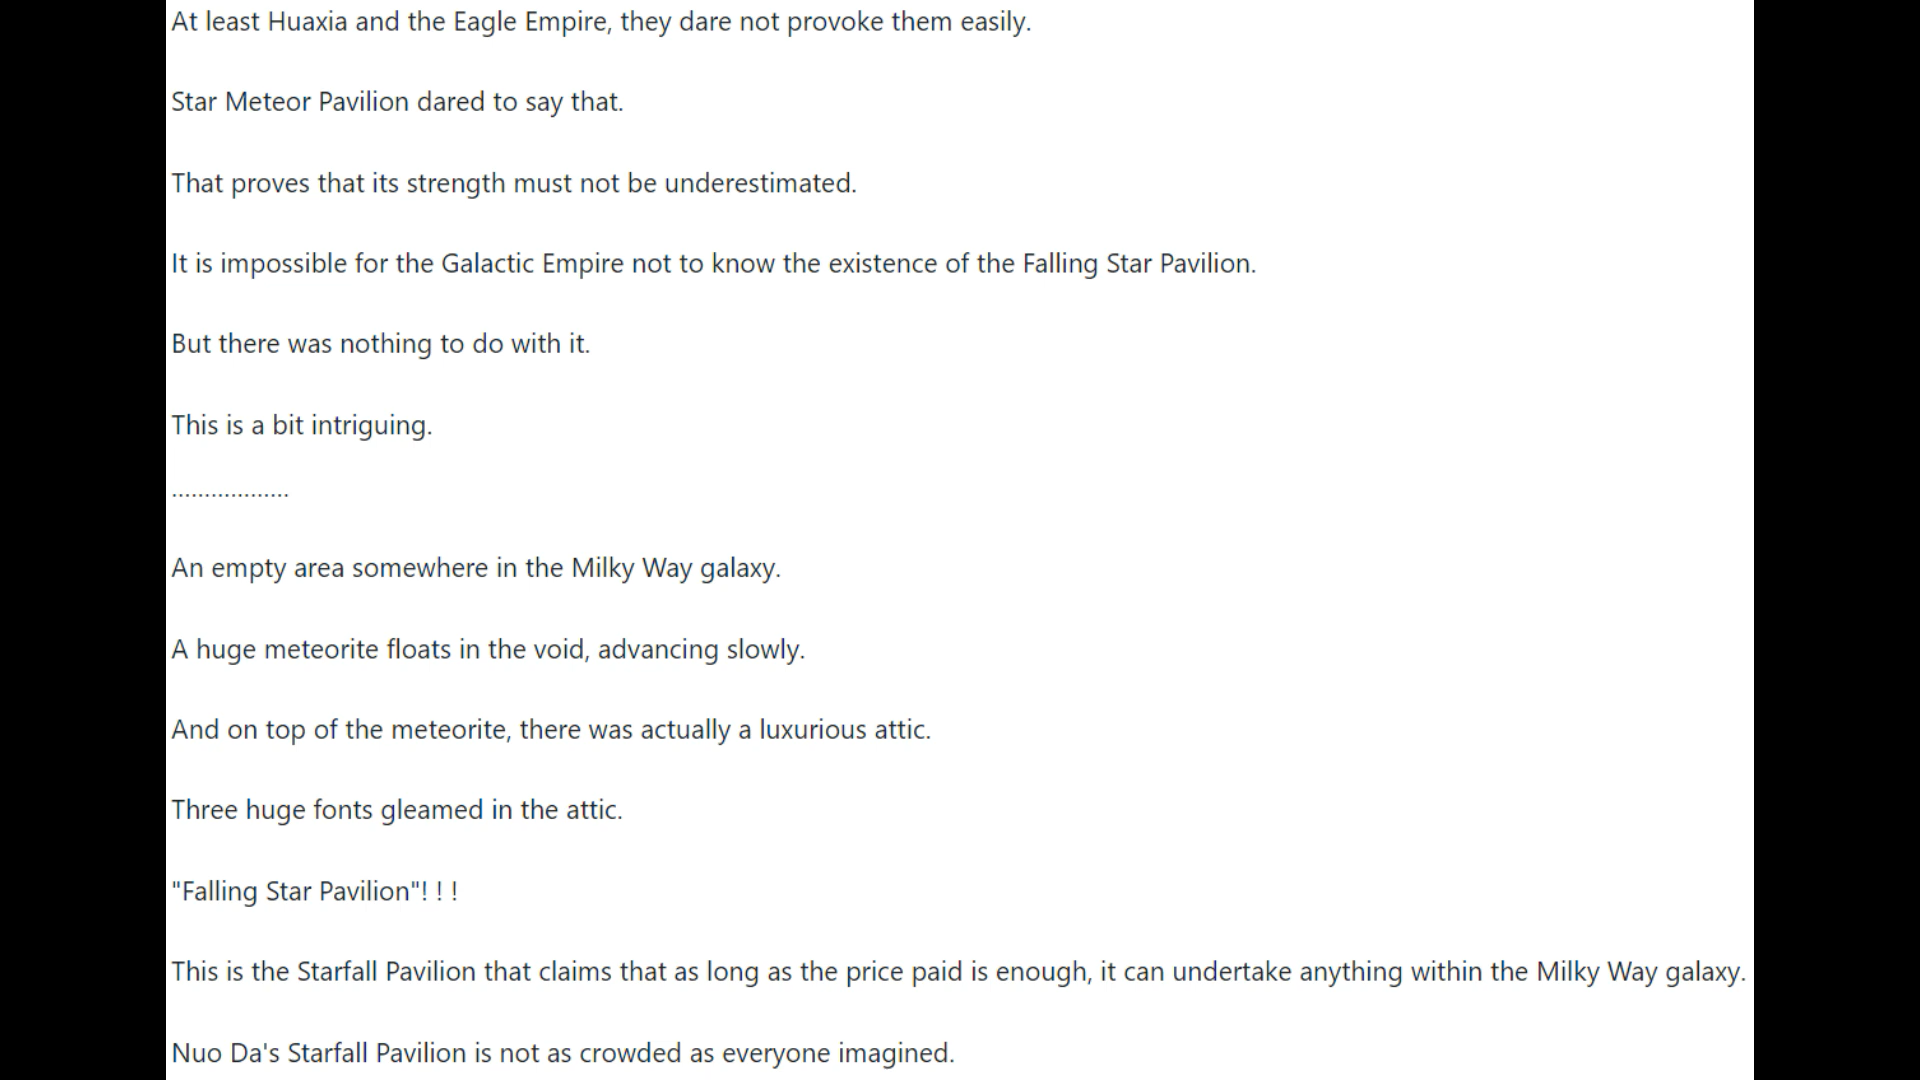 At least Huaxia and the Eagle Empire, they dare not provoke them easily.
Star Meteor Pavilion dared to say that.
That proves that its strength must not be underestimated.
It is impossible for the Galactic Empire not to know the existence of the Falling Star Pavilion.
But there was nothing to do with it.
This is a bit intriguing.
..................
An empty area somewhere in the Milky Way galaxy.
A huge meteorite floats in the void, advancing slowly.
And on top of the meteorite, there was actually a luxurious attic.
Three huge fonts gleamed in the attic.
"Falling Star Pavilion"! ! !
This is the Starfall Pavilion that claims that as long as the price paid is enough, it can undertake anything within the Milky Way galaxy.
Nuo Da's Starfall Pavilion is not as crowded as everyone imagined.